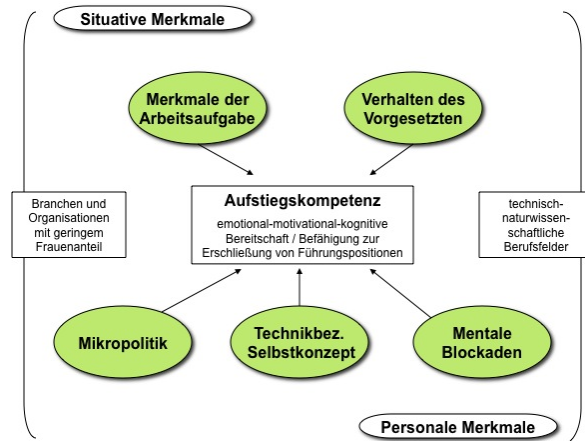 Situative Merkmale
Merkmale der
Arbeitsaufgabe
Verhalten des
Vorgesetzten
Branchen und
Organisationen
mit geringem
Frauenanteil
Aufstiegskompetenz
emotional-motivational-kognitive
Bereitschaft / Befähigung zur
Erschließung von Führungspositionen
technisch-
naturwissen-
schaftliche
Berufsfelder
Mikropolitik
Technikbez.
Selbstkonzept
Mentale
Blockaden
Personale Merkmale